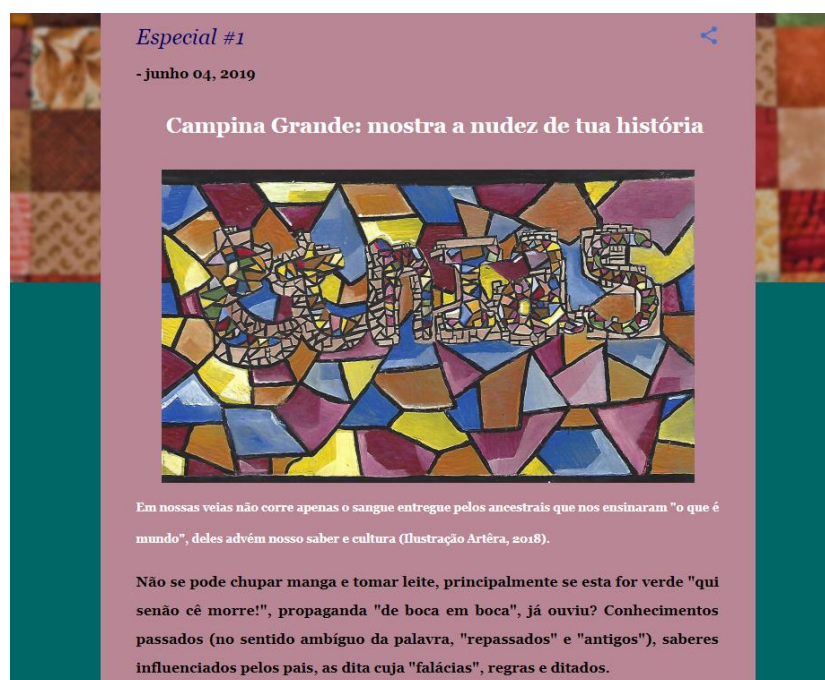 Especial #1
- junho 04, 2019
Campina Grande: mostra a nudez de tua história
Em nossas veias não corre apenas o sangue entregue pelos ancestrais que nos ensinaram "o que é
mundo", deles advém nosso saber e cultura (Ilustração Artêra, 2018).
Não se pode chupar manga e tomar leite, principalmente se esta for verde "qui
senão cê morre!", propaganda "de boca em boca", já ouviu? Conhecimentos
passados (no sentido ambíguo da palavra, "repassados" e "antigos"), saberes
influenciados pelos pais, as dita cuja "falácias", regras e ditados.